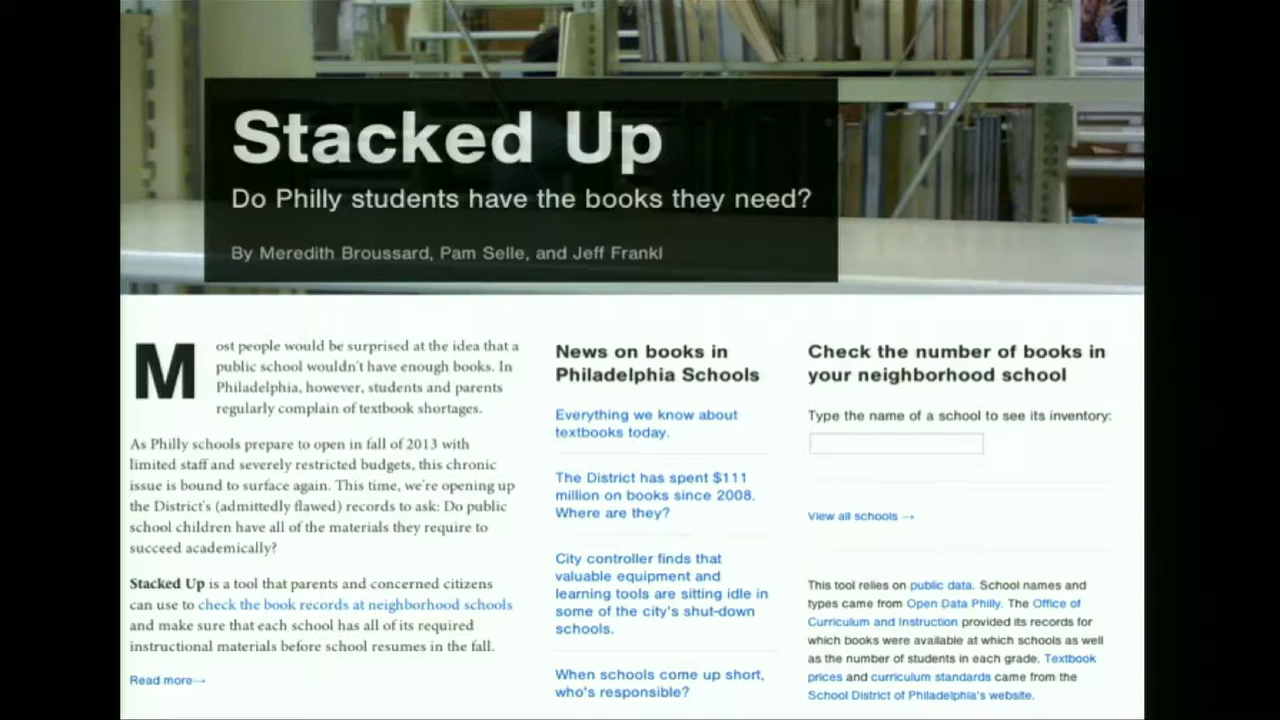 Stacked Up
Do Philly students have the books they need?
By Meredith Broussard, Pam Selle, and Jeff Frankl
Most people would be surprised at the idea that a
public school wouldn't have enough books. In
Philadelphia, however, students and parents
regularly complain of textbook shortages.
As Philly schools prepare to open in fall of 2013 with
limited staff and severely restricted budgets, this chronic
issue is bound to surface again. This time, we're opening up
the District's (admittedly flawed) records to ask: Do public
school children have all of the materials they require to
succeed academically?
Stacked Up is a tool that parents and concerned citizens
can use to check the book records at neighborhood schools
and make sure that each school has all of its required
instructional materials before school resumes in the fall.
Read more→
News on books in
Philadelphia Schools
Everything we know about
textbooks today.
The District has spent $111
million on books since 2008.
Where are they?
City controller finds that
valuable equipment and
learning tools are sitting idle in
some of the city's shut-down
schools.
When schools come up short,
who's responsible?
Check the number of books in
your neighborhood school
Type the name of a school to see its inventory:
View all schools →
This tool relies on public data. School names and
types came from Open Data Philly. The Office of
Curriculum and Instruction provided its records for
which books were available at which schools as well
as the number of students in each grade. Textbook
prices and curriculum standards came from the
School District of Philadelphia's website.